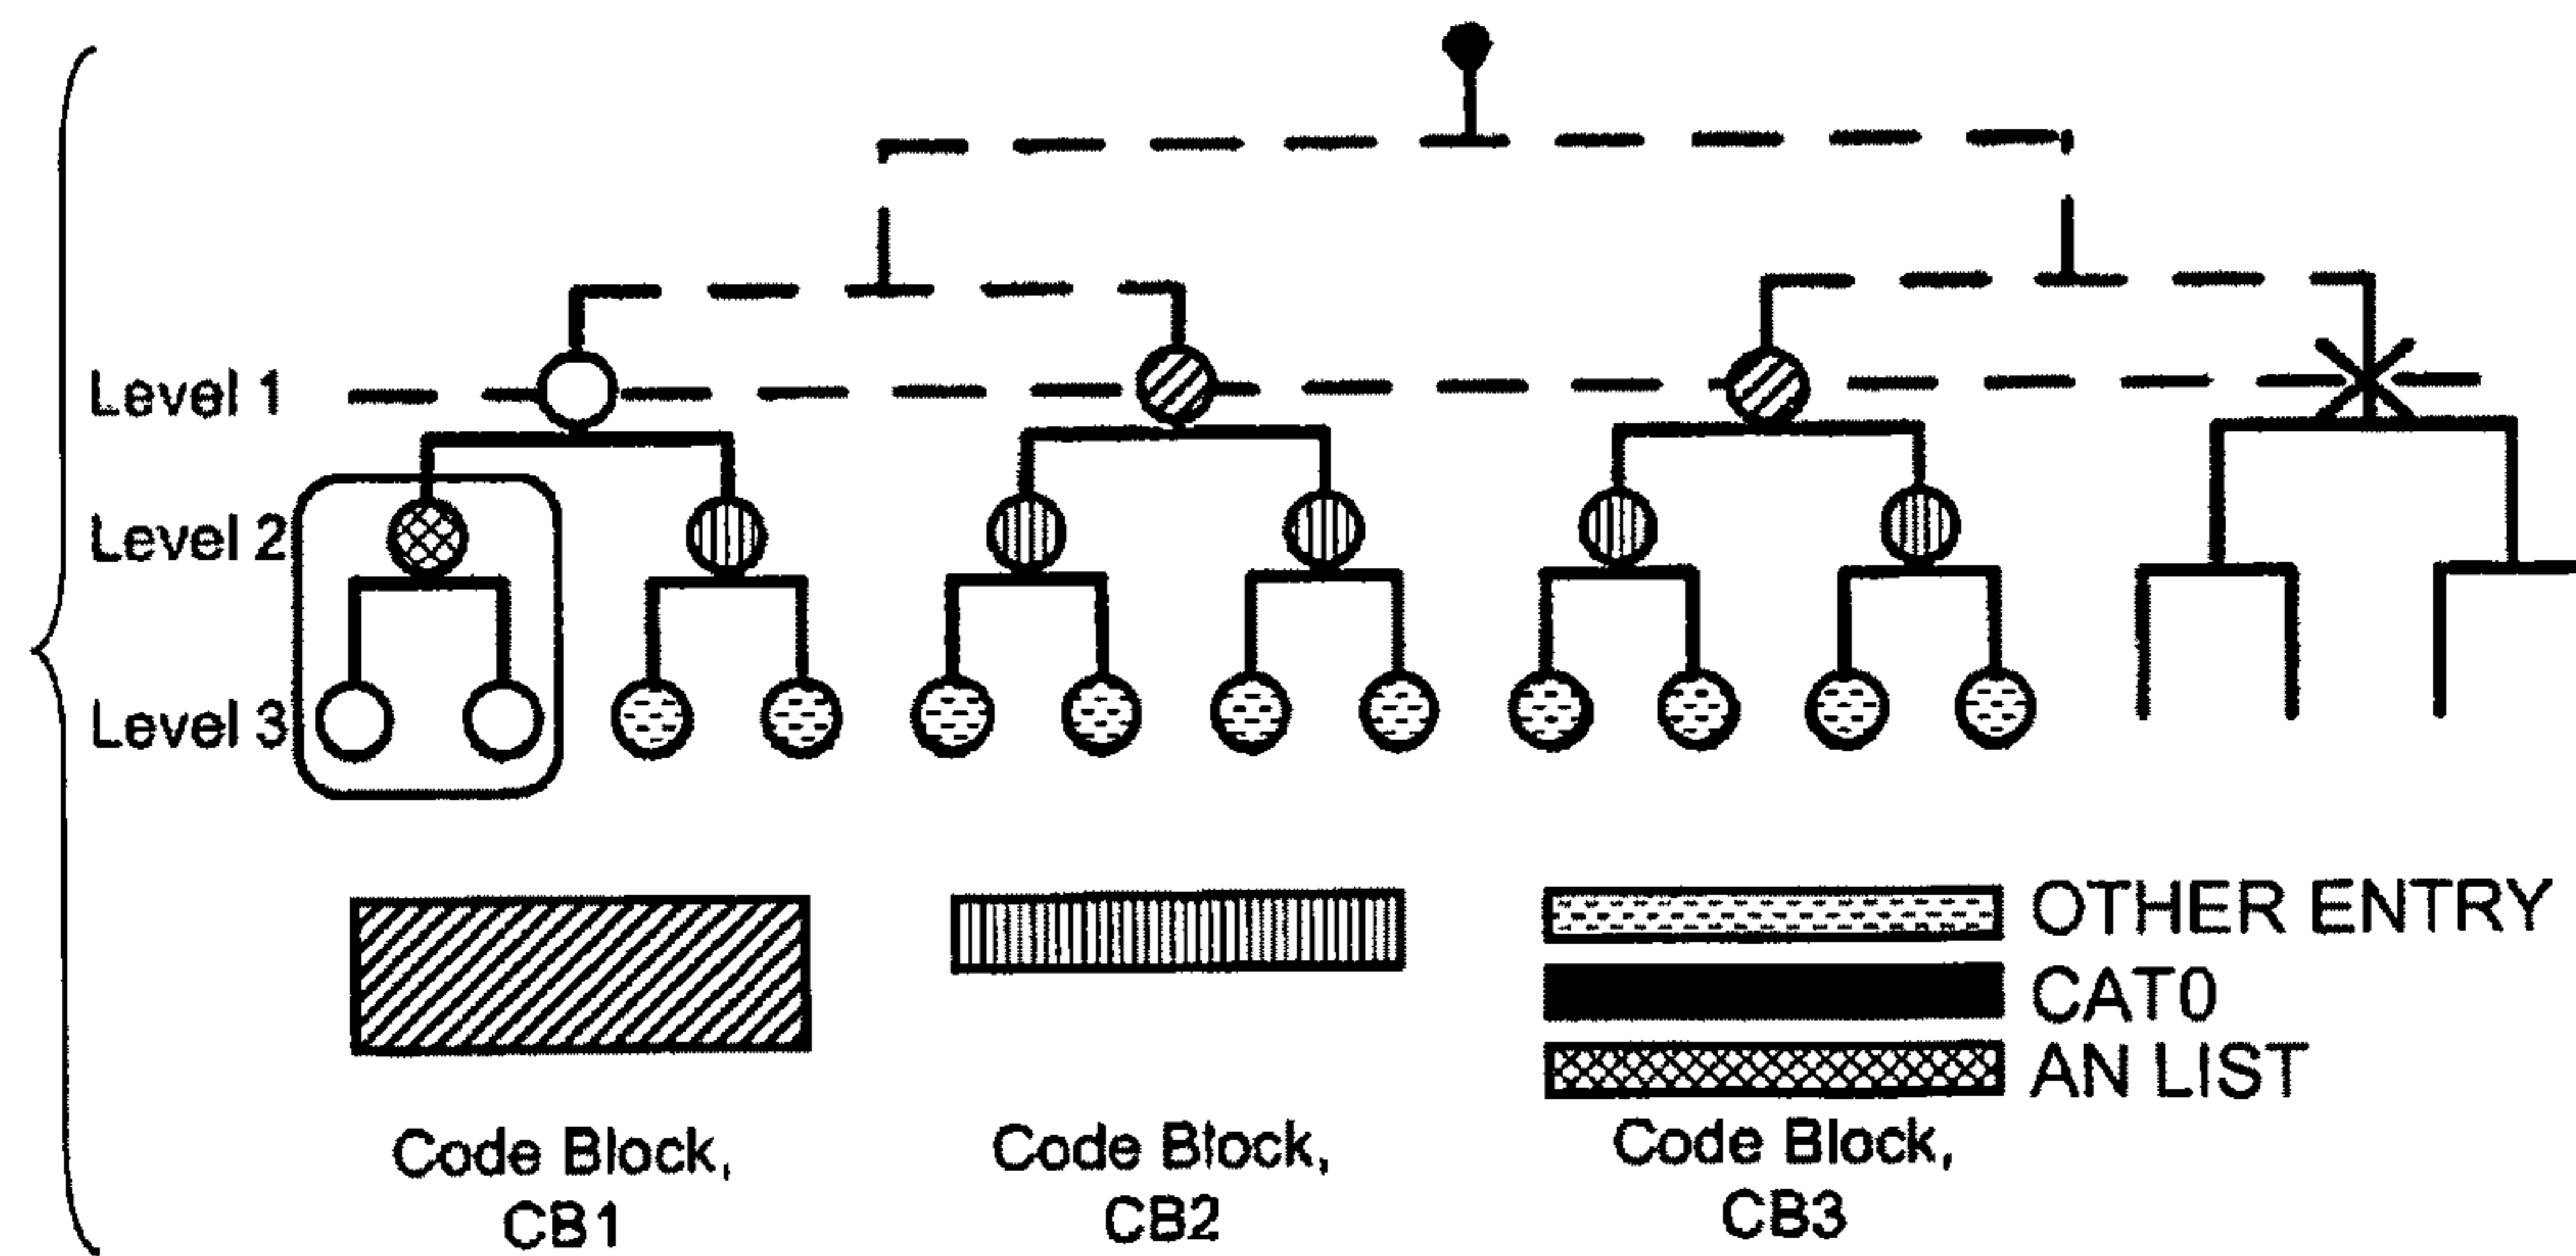 Level 1
Level 2
Level 3
OTHER ENTRY
CAT0
AN LIST
Code Block,
CB1
Code Block,
CB2
Code Block,
CB3